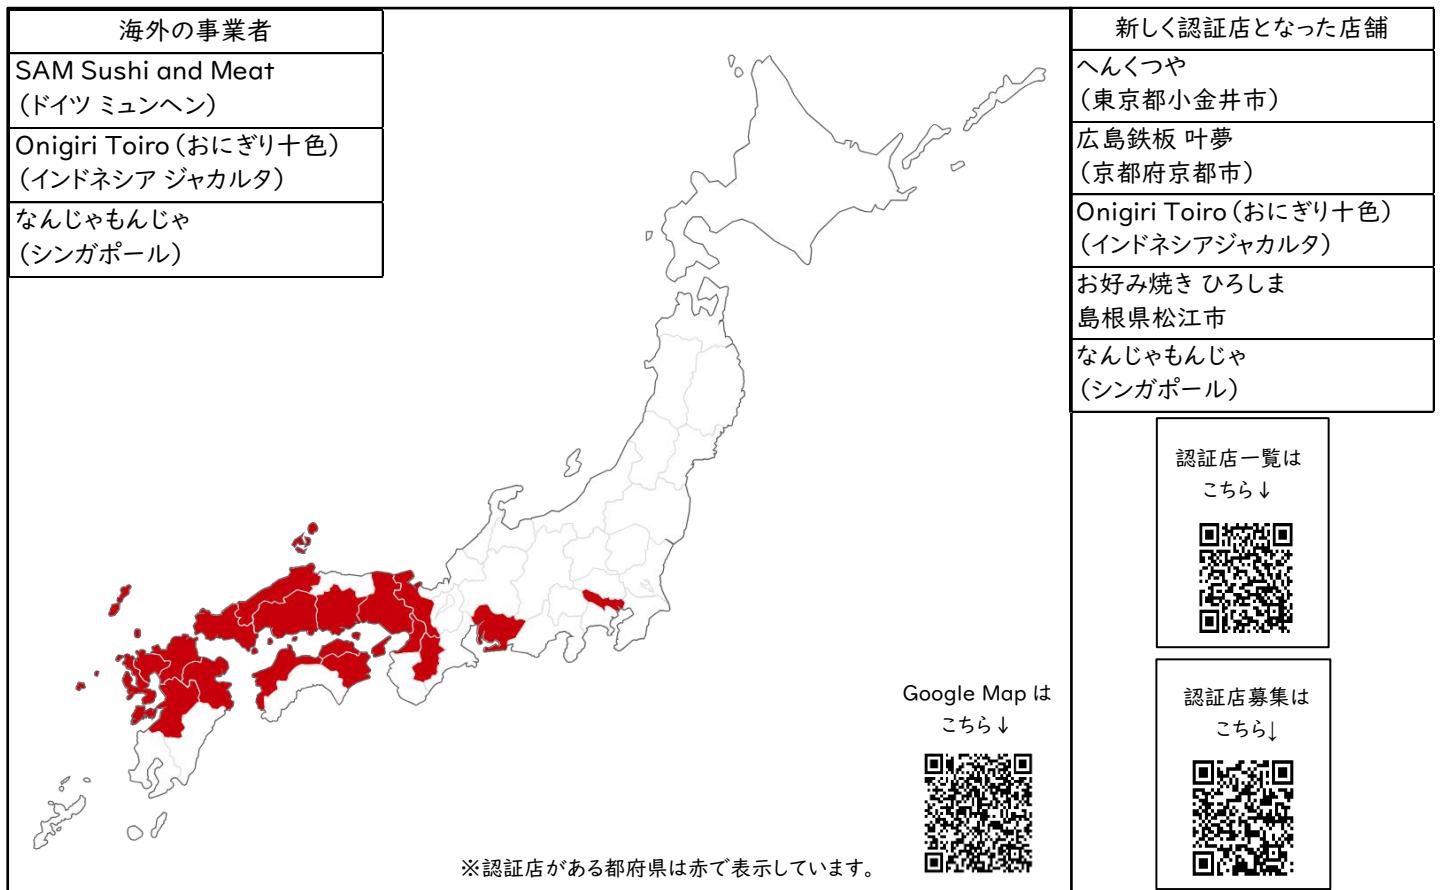 海外の事業者
SAM Sushi and Meat
（ドイツ ミュンヘン）
Onigiri Toiro（おにぎり十色）
（インドネシア ジャカルタ）
なんじゃもんじゃ
（シンガポール）
新しく認証店となった店舗
へんくつや
（東京都小金井市）
広島鉄板 叶夢
（京都府京都市）
Onigiri Toiro（おにぎり十色）
（インドネシアジャカルタ）
お好み焼き ひろしま
島根県松江市
なんじゃもんじゃ
（シンガポール）
認証店一覧は
こちら↓
認証店募集は
こちら↓
Google Map は
こちら↓
※認証店がある都府県は赤で表示しています。